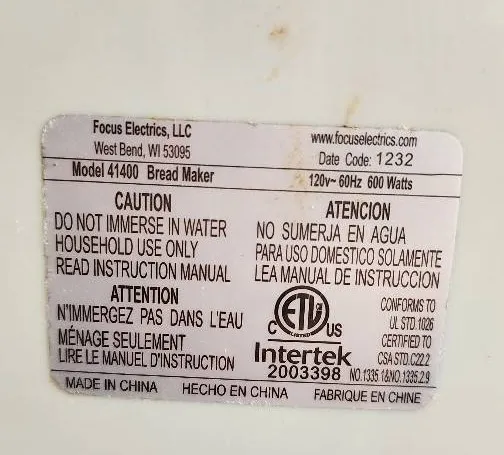 Focus Electrics, LLC
West Bend, WI 53095
www.focuselectrics.com
Date Code: 1232
Model 41400 Bread Maker
120v~ 60Hz 600 Watts
CAUTION
DO NOT IMMERSE IN WATER
HOUSEHOLD USE ONLY
READ INSTRUCTION MANUAL
ATENCION
NO SUMERJA EN AGUA
PARA USO DOMESTICO SOLAMENTE
LEA MANUAL DE INSTRUCCION
ATTENTION
N'IMMERGEZ PAS DANS L'EAU
MÉNAGE SEULEMENT
LIRE LE MANUEL D'INSTRUCTION
ETL
LISTED
C US
Intertek
2003398
CONFORMS TO
UL STD. 1026
CERTIFIED TO
CSA STD. C22.2
NO. 1335.1&NO. 1335.2.9
MADE IN CHINA
HECHO EN CHINA
FABRIQUE EN CHINE